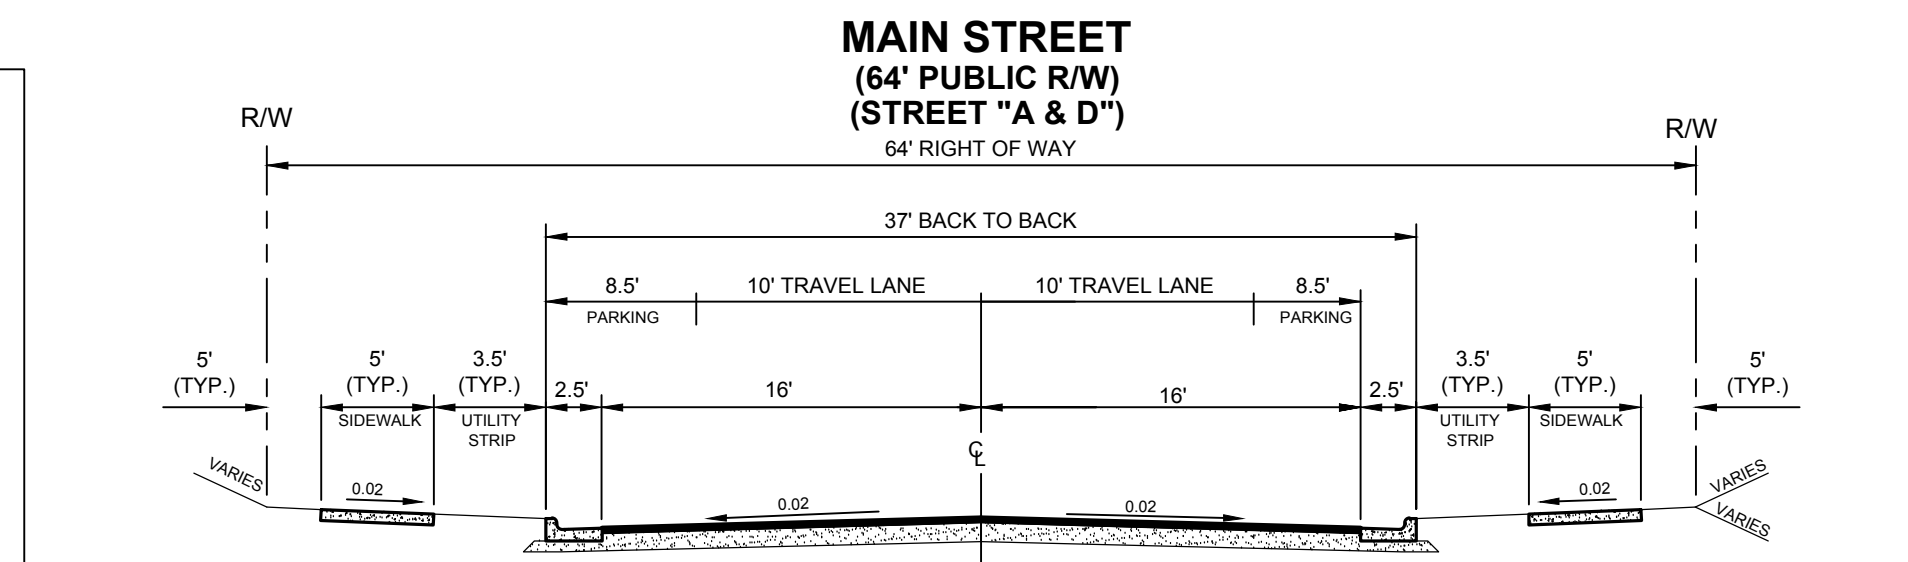 MAIN STREET
(64' PUBLIC R/W)
(STREET "A & D")
R/W
R/W
64' RIGHT OF WAY
37' BACK TO BACK
8.5'
10' TRAVEL LANE
10' TRAVEL LANE
8.5'
PARKING
PARKING
5'
(TYP.)
5'
(TYP.)
SIDEWALK
3.5'
(TYP.)
UTILITY
STRIP
2.5'
16'
16'
2.5'
3.5'
(TYP.)
UTILITY
STRIP
5'
(TYP.)
SIDEWALK
5'
(TYP.)
CL
VARIES
0.02
0.02
0.02
0.02
VARIES
VARIES